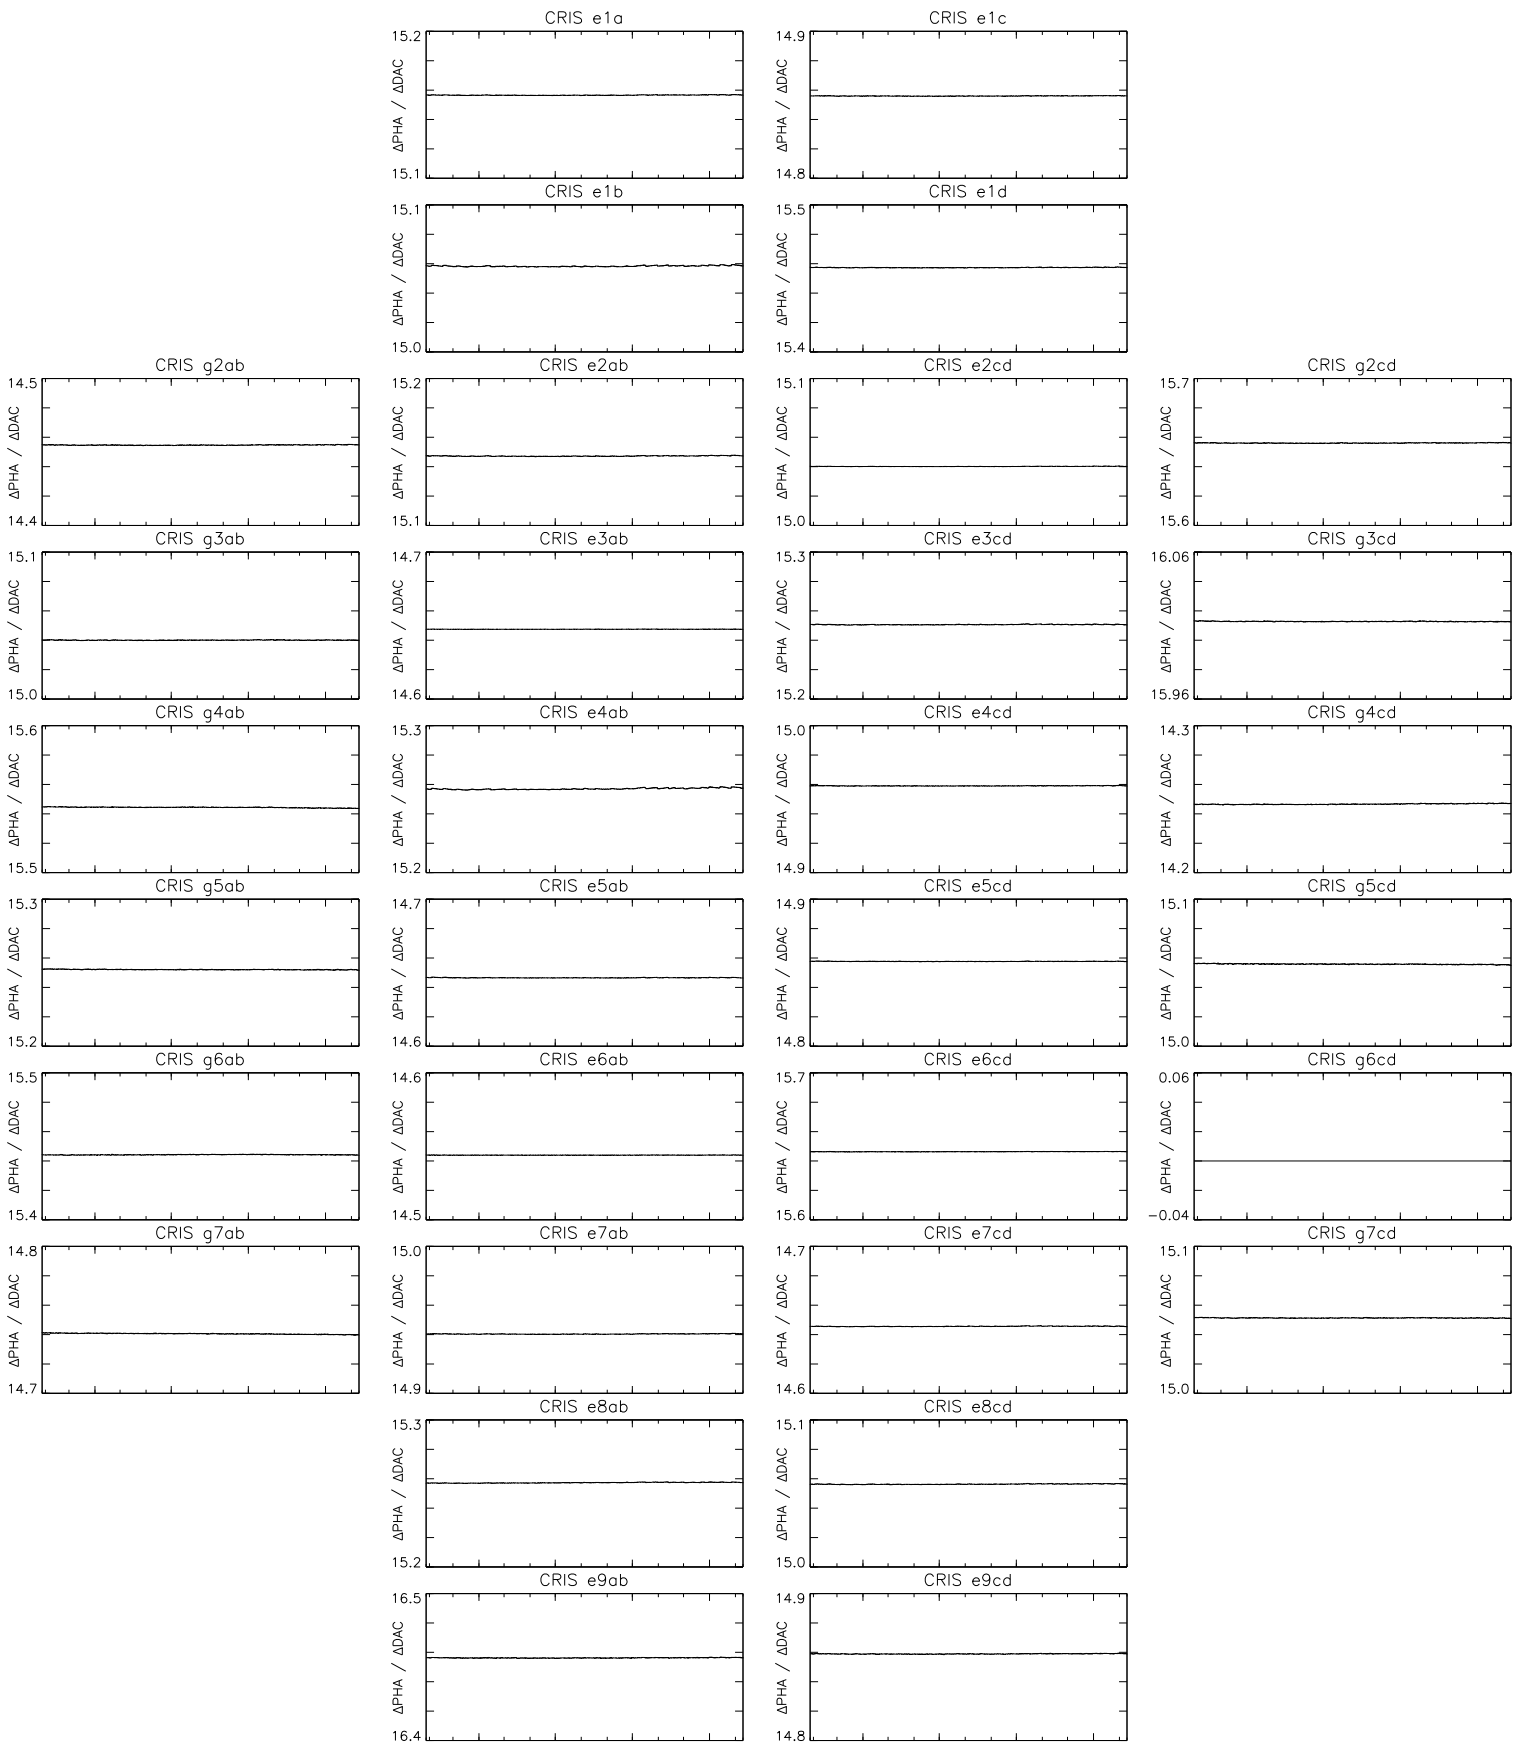 CRIS e1a
15.2
ΔPHA / ΔDAC
15.1
CRIS e1c
14.9
ΔPHA / ΔDAC
14.8
CRIS e1b
15.1
ΔPHA / ΔDAC
15.0
CRIS e1d
15.5
ΔPHA / ΔDAC
15.4
CRIS g2ab
14.5
ΔPHA / ΔDAC
14.4
CRIS e2ab
15.2
ΔPHA / ΔDAC
15.1
CRIS e2cd
15.1
ΔPHA / ΔDAC
15.0
CRIS g2cd
15.7
ΔPHA / ΔDAC
15.6
CRIS g3ab
15.1
ΔPHA / ΔDAC
15.0
CRIS e3ab
14.7
ΔPHA / ΔDAC
14.6
CRIS e3cd
15.3
ΔPHA / ΔDAC
15.2
CRIS g3cd
16.06
ΔPHA / ΔDAC
15.96
CRIS g4ab
15.6
ΔPHA / ΔDAC
15.5
CRIS e4ab
15.3
ΔPHA / ΔDAC
15.2
CRIS e4cd
15.0
ΔPHA / ΔDAC
14.9
CRIS g4cd
14.3
ΔPHA / ΔDAC
14.2
CRIS g5ab
15.3
ΔPHA / ΔDAC
15.2
CRIS e5ab
14.7
ΔPHA / ΔDAC
14.6
CRIS e5cd
14.9
ΔPHA / ΔDAC
14.8
CRIS g5cd
15.1
ΔPHA / ΔDAC
15.0
CRIS g6ab
15.5
ΔPHA / ΔDAC
15.4
CRIS e6ab
14.6
ΔPHA / ΔDAC
14.5
CRIS e6cd
15.7
ΔPHA / ΔDAC
15.6
CRIS g6cd
0.06
ΔPHA / ΔDAC
−0.04
CRIS g7ab
14.8
ΔPHA / ΔDAC
14.7
CRIS e7ab
15.0
ΔPHA / ΔDAC
14.9
CRIS e7cd
14.7
ΔPHA / ΔDAC
14.6
CRIS g7cd
15.1
ΔPHA / ΔDAC
15.0
CRIS e8ab
15.3
ΔPHA / ΔDAC
15.2
CRIS e8cd
15.1
ΔPHA / ΔDAC
15.0
CRIS e9ab
16.5
ΔPHA / ΔDAC
16.4
CRIS e9cd
14.9
ΔPHA / ΔDAC
14.8